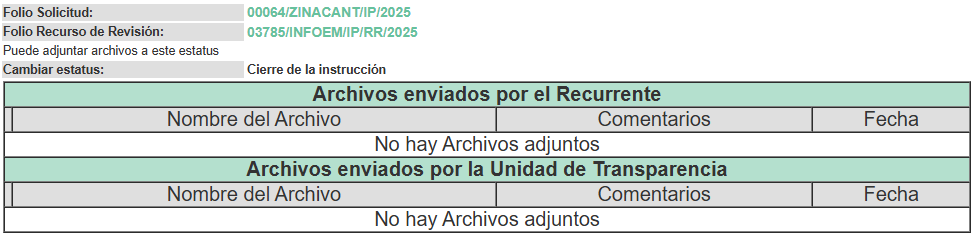 Folio Solicitud: 00064/ZINACANT/IP/2025
Folio Recurso de Revisión: 03785/INFOEM/IP/RR/2025
Puede adjuntar archivos a este estatus
Cambiar estatus: Cierre de la instrucción
Archivos enviados por el Recurrente
Nombre del Archivo Comentarios Fecha
No hay Archivos adjuntos
Archivos enviados por la Unidad de Transparencia
Nombre del Archivo Comentarios Fecha
No hay Archivos adjuntos